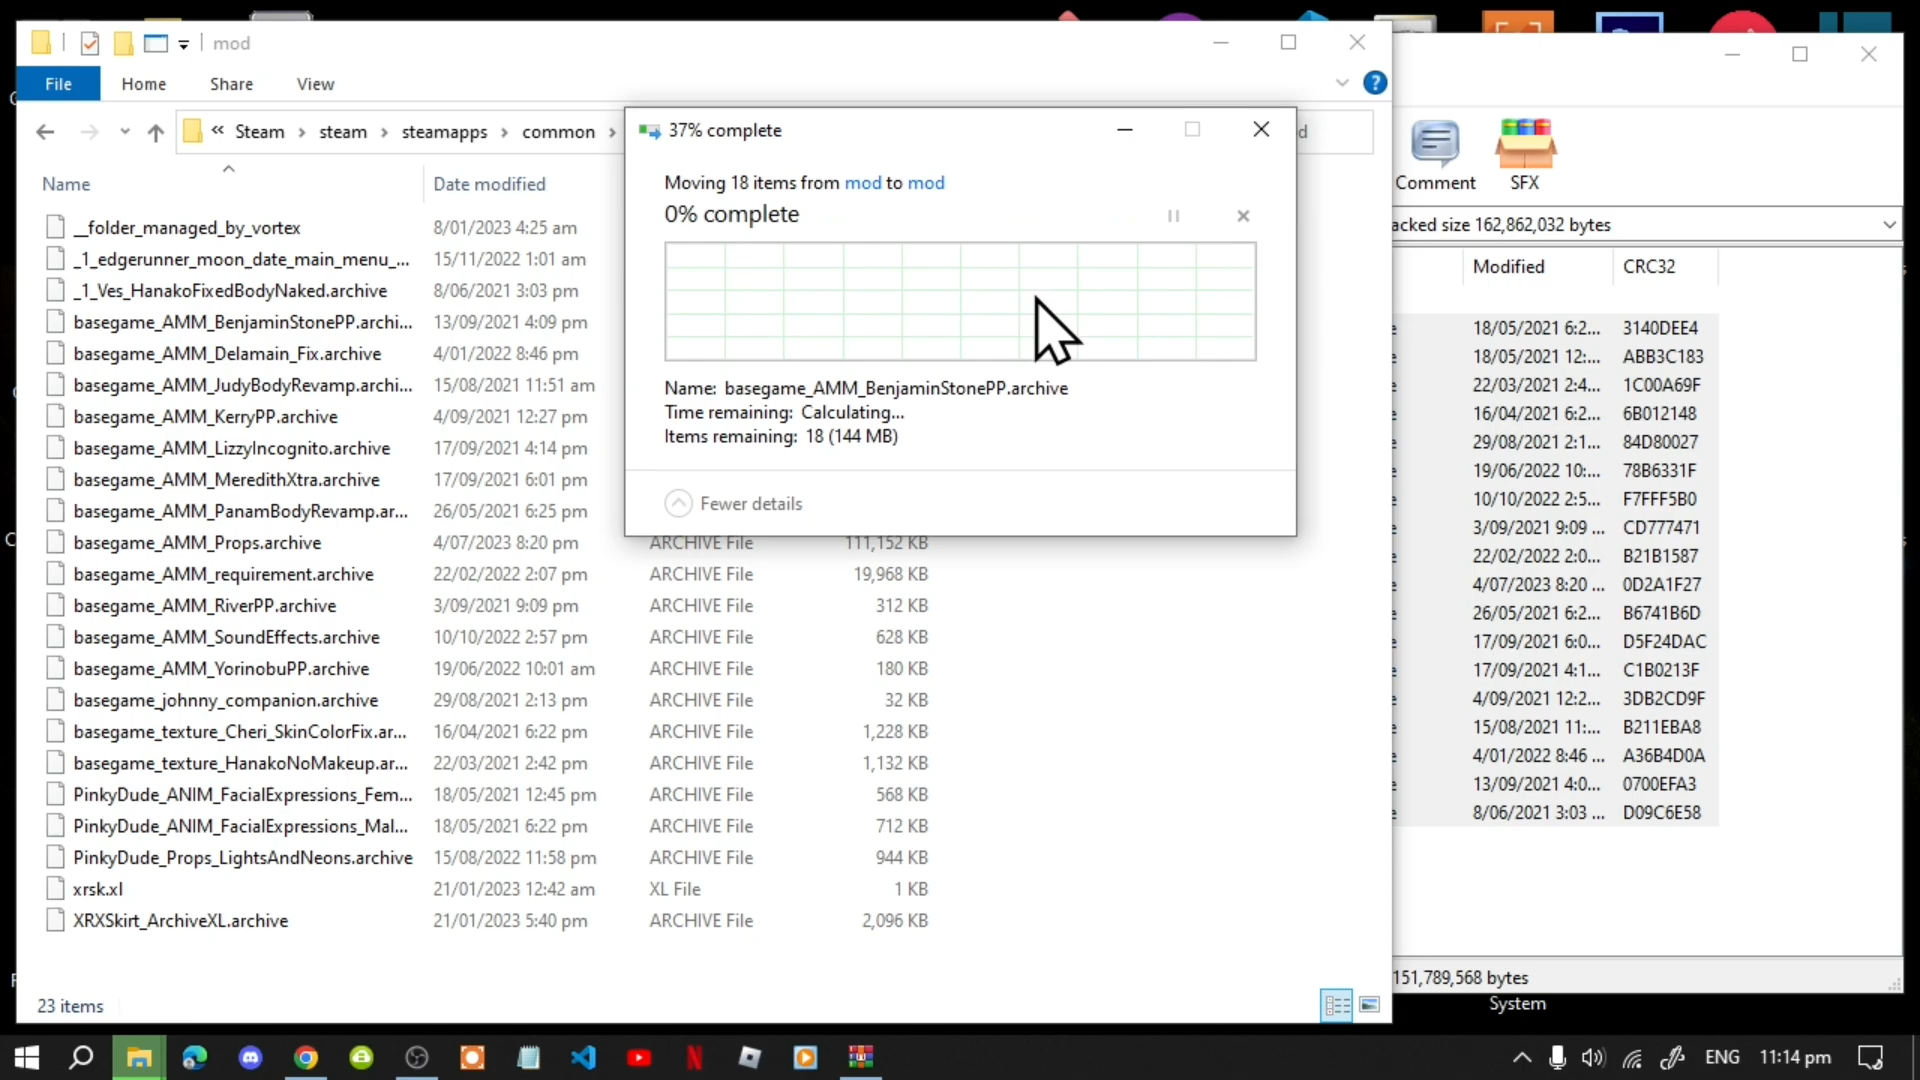 mod
File
Home
Share
View
« Steam › steam › steamapps › common ›
d
37% complete
Moving 18 items from mod to mod
0% complete
Name: basegame_AMM_BenjaminStonePP.archive
Time remaining: Calculating...
Items remaining: 18 (144 MB)
Fewer details
Name Date modified
__folder_managed_by_vortex 8/01/2023 4:25 am
_1_edgerunner_moon_date_main_menu_... 15/11/2022 1:01 am
_1_Ves_HanakoFixedBodyNaked.archive 8/06/2021 3:03 pm
basegame_AMM_BenjaminStonePP.archi... 13/09/2021 4:09 pm
basegame_AMM_Delamain_Fix.archive 4/01/2022 8:46 pm
basegame_AMM_JudyBodyRevamp.archi... 15/08/2021 11:51 am
basegame_AMM_KerryPP.archive 4/09/2021 12:27 pm
basegame_AMM_LizzyIncognito.archive 17/09/2021 4:14 pm
basegame_AMM_MeredithXtra.archive 17/09/2021 6:01 pm
basegame_AMM_PanamBodyRevamp.ar... 26/05/2021 6:25 pm
basegame_AMM_Props.archive 4/07/2023 8:20 pm ARCHIVE File 111,152 KB
basegame_AMM_requirement.archive 22/02/2022 2:07 pm ARCHIVE File 19,968 KB
basegame_AMM_RiverPP.archive 3/09/2021 9:09 pm ARCHIVE File 312 KB
basegame_AMM_SoundEffects.archive 10/10/2022 2:57 pm ARCHIVE File 628 KB
basegame_AMM_YorinobuPP.archive 19/06/2022 10:01 am ARCHIVE File 180 KB
basegame_johnny_companion.archive 29/08/2021 2:13 pm ARCHIVE File 32 KB
basegame_texture_Cheri_SkinColorFix.ar... 16/04/2021 6:22 pm ARCHIVE File 1,228 KB
basegame_texture_HanakoNoMakeup.ar... 22/03/2021 2:42 pm ARCHIVE File 1,132 KB
PinkyDude_ANIM_FacialExpressions_Fem... 18/05/2021 12:45 pm ARCHIVE File 568 KB
PinkyDude_ANIM_FacialExpressions_Mal... 18/05/2021 6:22 pm ARCHIVE File 712 KB
PinkyDude_Props_LightsAndNeons.archive 15/08/2022 11:58 pm ARCHIVE File 944 KB
xrsk.xl 21/01/2023 12:42 am XL File 1 KB
XRXSkirt_ArchiveXL.archive 21/01/2023 5:40 pm ARCHIVE File 2,096 KB
23 items
Comment SFX
acked size 162,862,032 bytes
Modified CRC32
18/05/2021 6:2... 3140DEE4
18/05/2021 12:... ABB3C183
22/03/2021 2:4... 1C00A69F
16/04/2021 6:2... 6B012148
29/08/2021 2:1... 84D80027
19/06/2022 10:... 78B6331F
10/10/2022 2:5... F7FFF5B0
3/09/2021 9:09 ... CD777471
22/02/2022 2:0... B21B1587
4/07/2023 8:20 ... 0D2A1F27
26/05/2021 6:2... B6741B6D
17/09/2021 6:0... D5F24DAC
17/09/2021 4:1... C1B0213F
4/09/2021 12:2... 3DB2CD9F
15/08/2021 11:... B211EBA8
4/01/2022 8:46 ... A36B4D0A
13/09/2021 4:0... 0700EFA3
8/06/2021 3:03 ... D09C6E58
151,789,568 bytes
System
ENG 11:14 pm